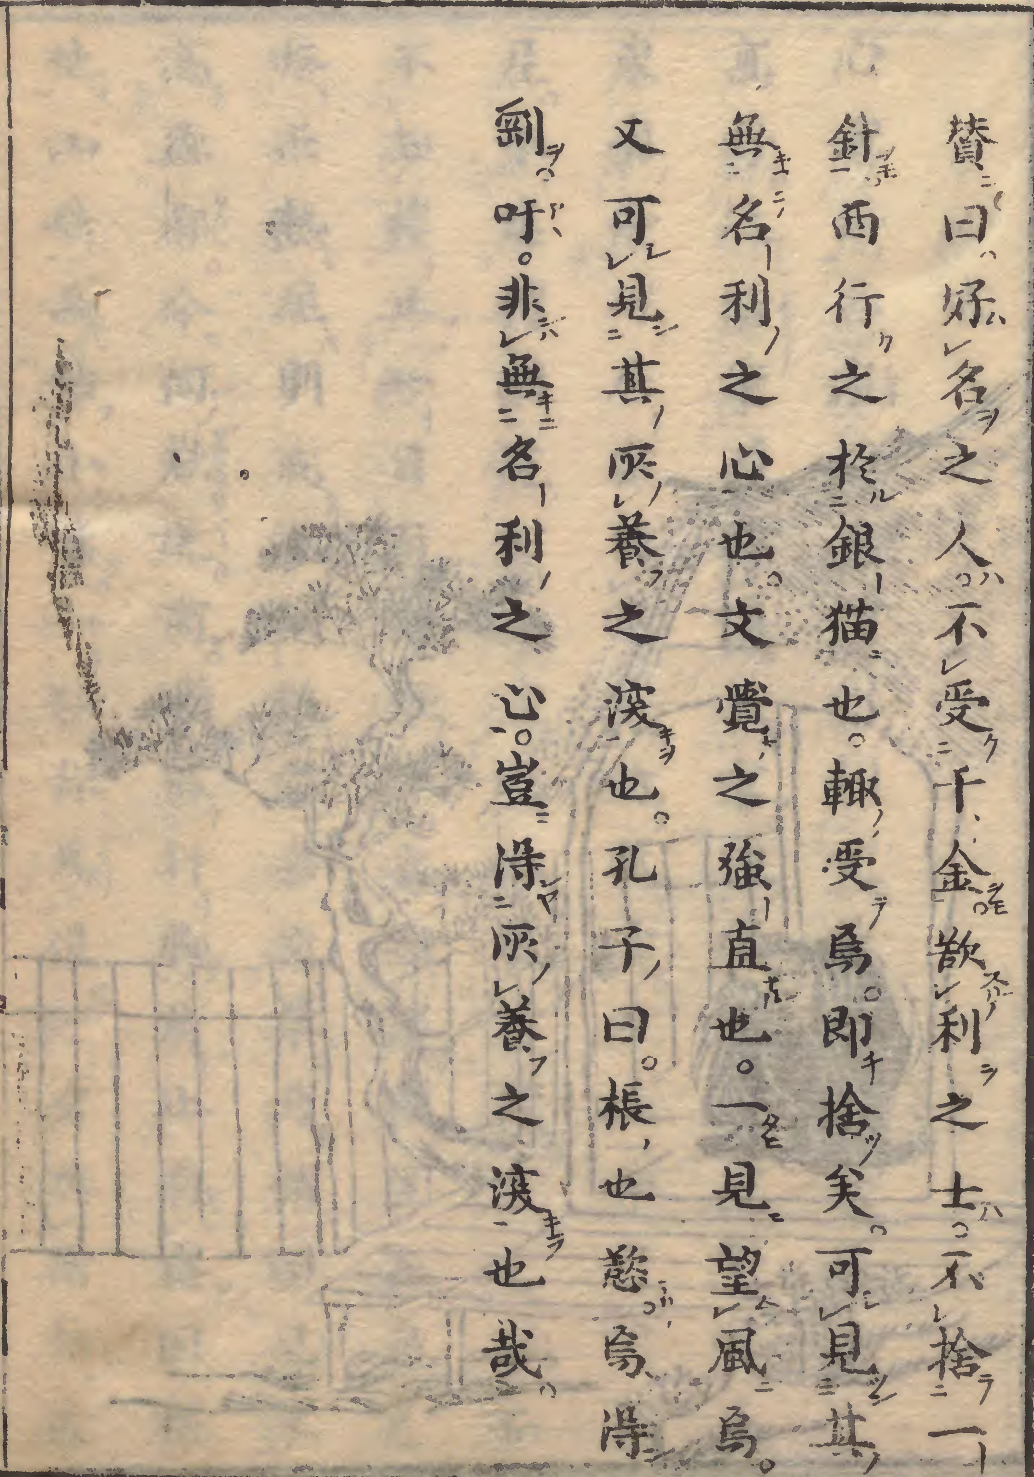 賛曰好名之人。不受千金。欲利之士。不捨一
針西行之於銀猫也。輙受焉。即捨矣。可見其
無名利之心也。文覺之強直也。一見望風焉。
又可見其所養之深也。孔子曰。棖也慾。焉得
剛。吁。非無名利之心。豈得所養之深也哉。